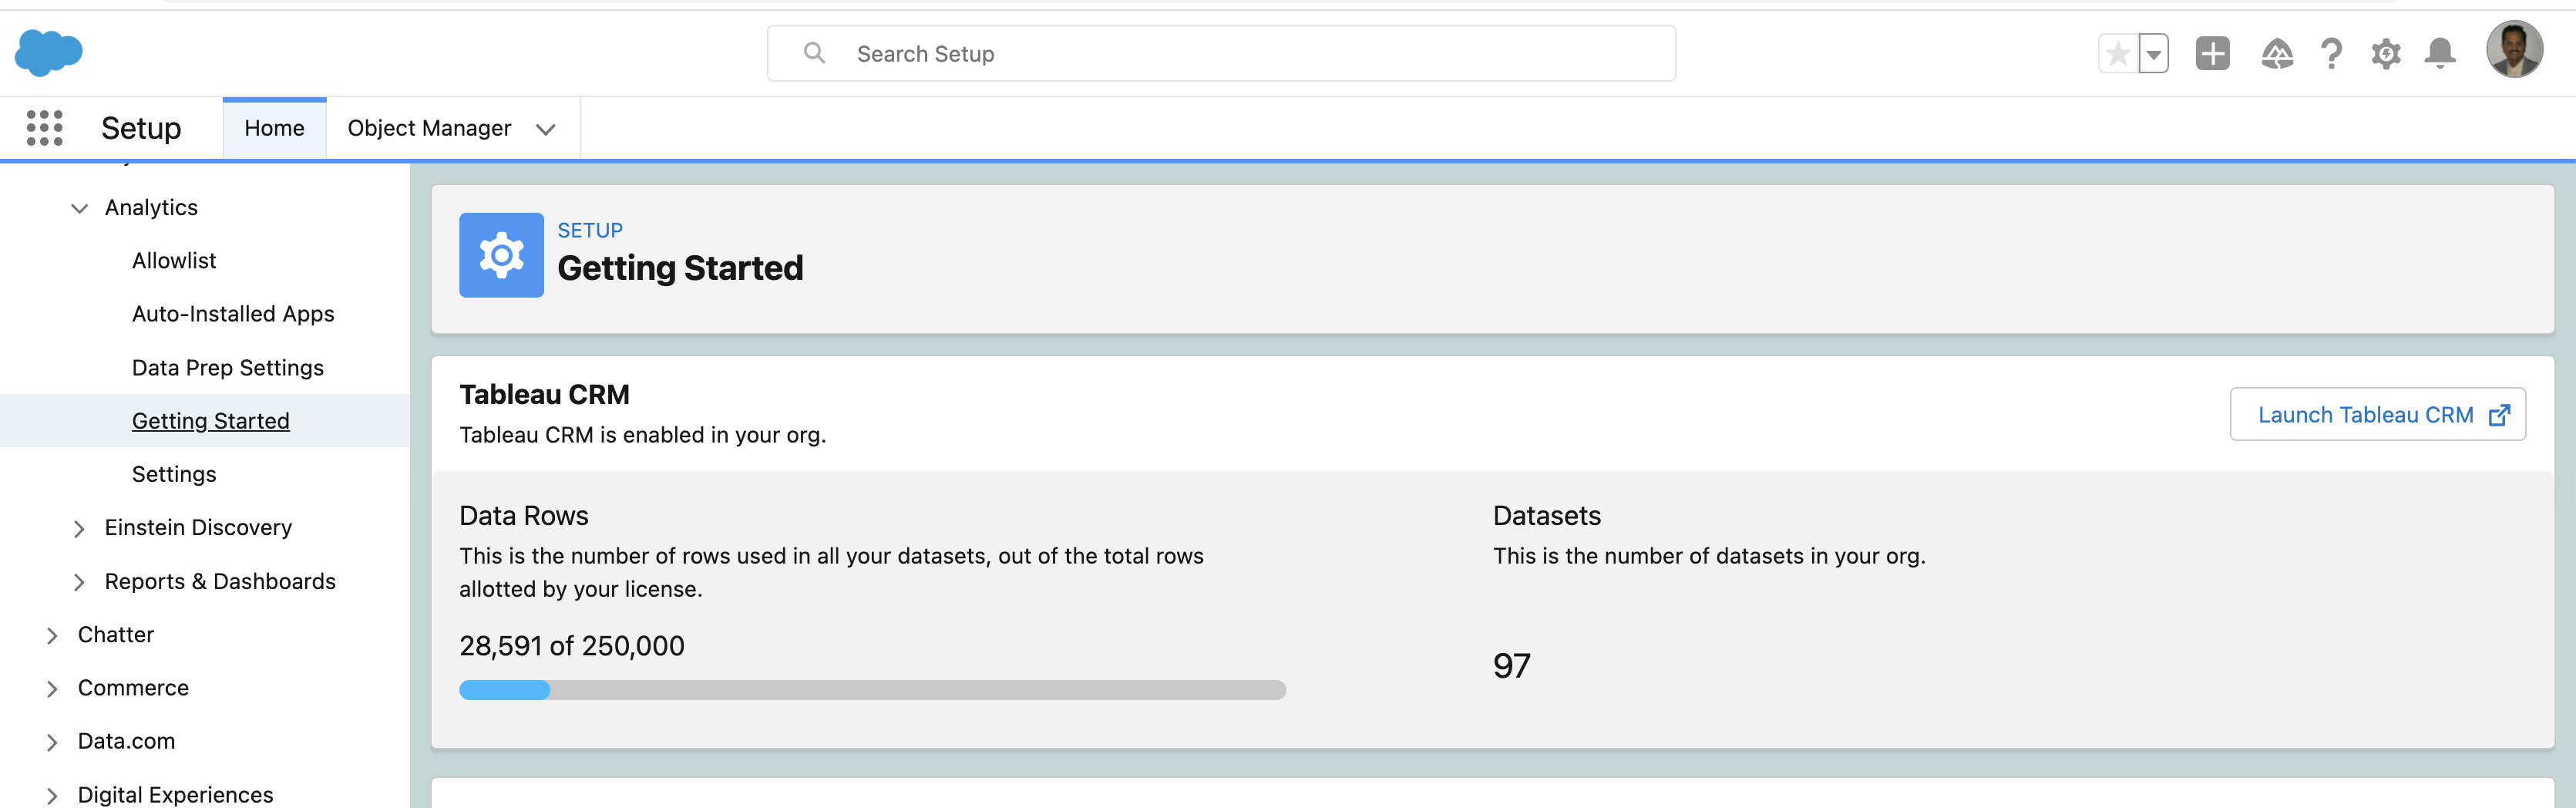 Search Setup
Setup
Home
Object Manager
Analytics
Allowlist
Auto-Installed Apps
Data Prep Settings
Getting Started
Settings
Einstein Discovery
Reports & Dashboards
Chatter
Commerce
Data.com
Digital Experiences
SETUP
Getting Started
Tableau CRM
Tableau CRM is enabled in your org.
Launch Tableau CRM
Data Rows
This is the number of rows used in all your datasets, out of the total rows
allotted by your license.
28,591 of 250,000
Datasets
This is the number of datasets in your org.
97